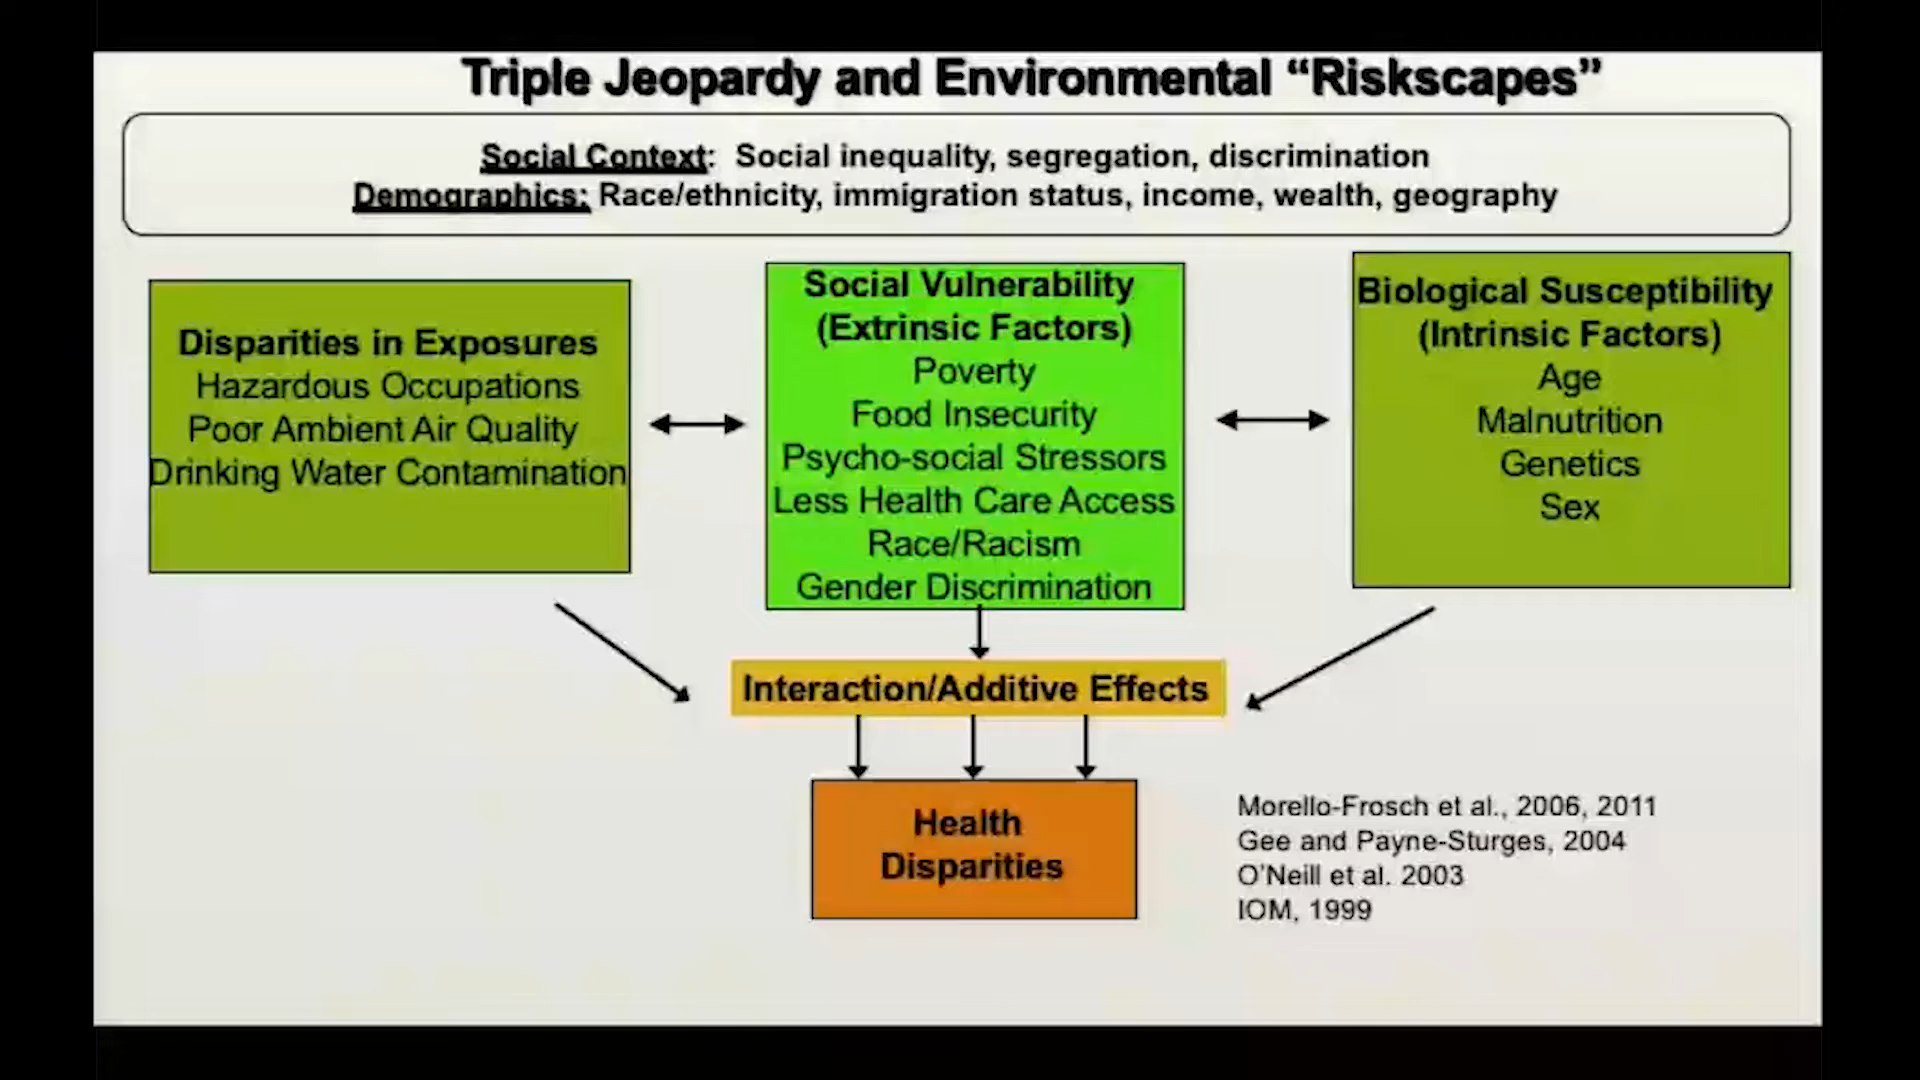 Triple Jeopardy and Environmental “Riskscapes”
Social Context: Social inequality, segregation, discrimination
Demographics: Race/ethnicity, immigration status, income, wealth, geography
Disparities in Exposures
Hazardous Occupations
Poor Ambient Air Quality
Drinking Water Contamination
Social Vulnerability
(Extrinsic Factors)
Poverty
Food Insecurity
Psycho-social Stressors
Less Health Care Access
Race/Racism
Gender Discrimination
Biological Susceptibility
(Intrinsic Factors)
Age
Malnutrition
Genetics
Sex
Interaction/Additive Effects
Health
Disparities
Morello-Frosch et al., 2006, 2011
Gee and Payne-Sturges, 2004
O’Neill et al. 2003
IOM, 1999